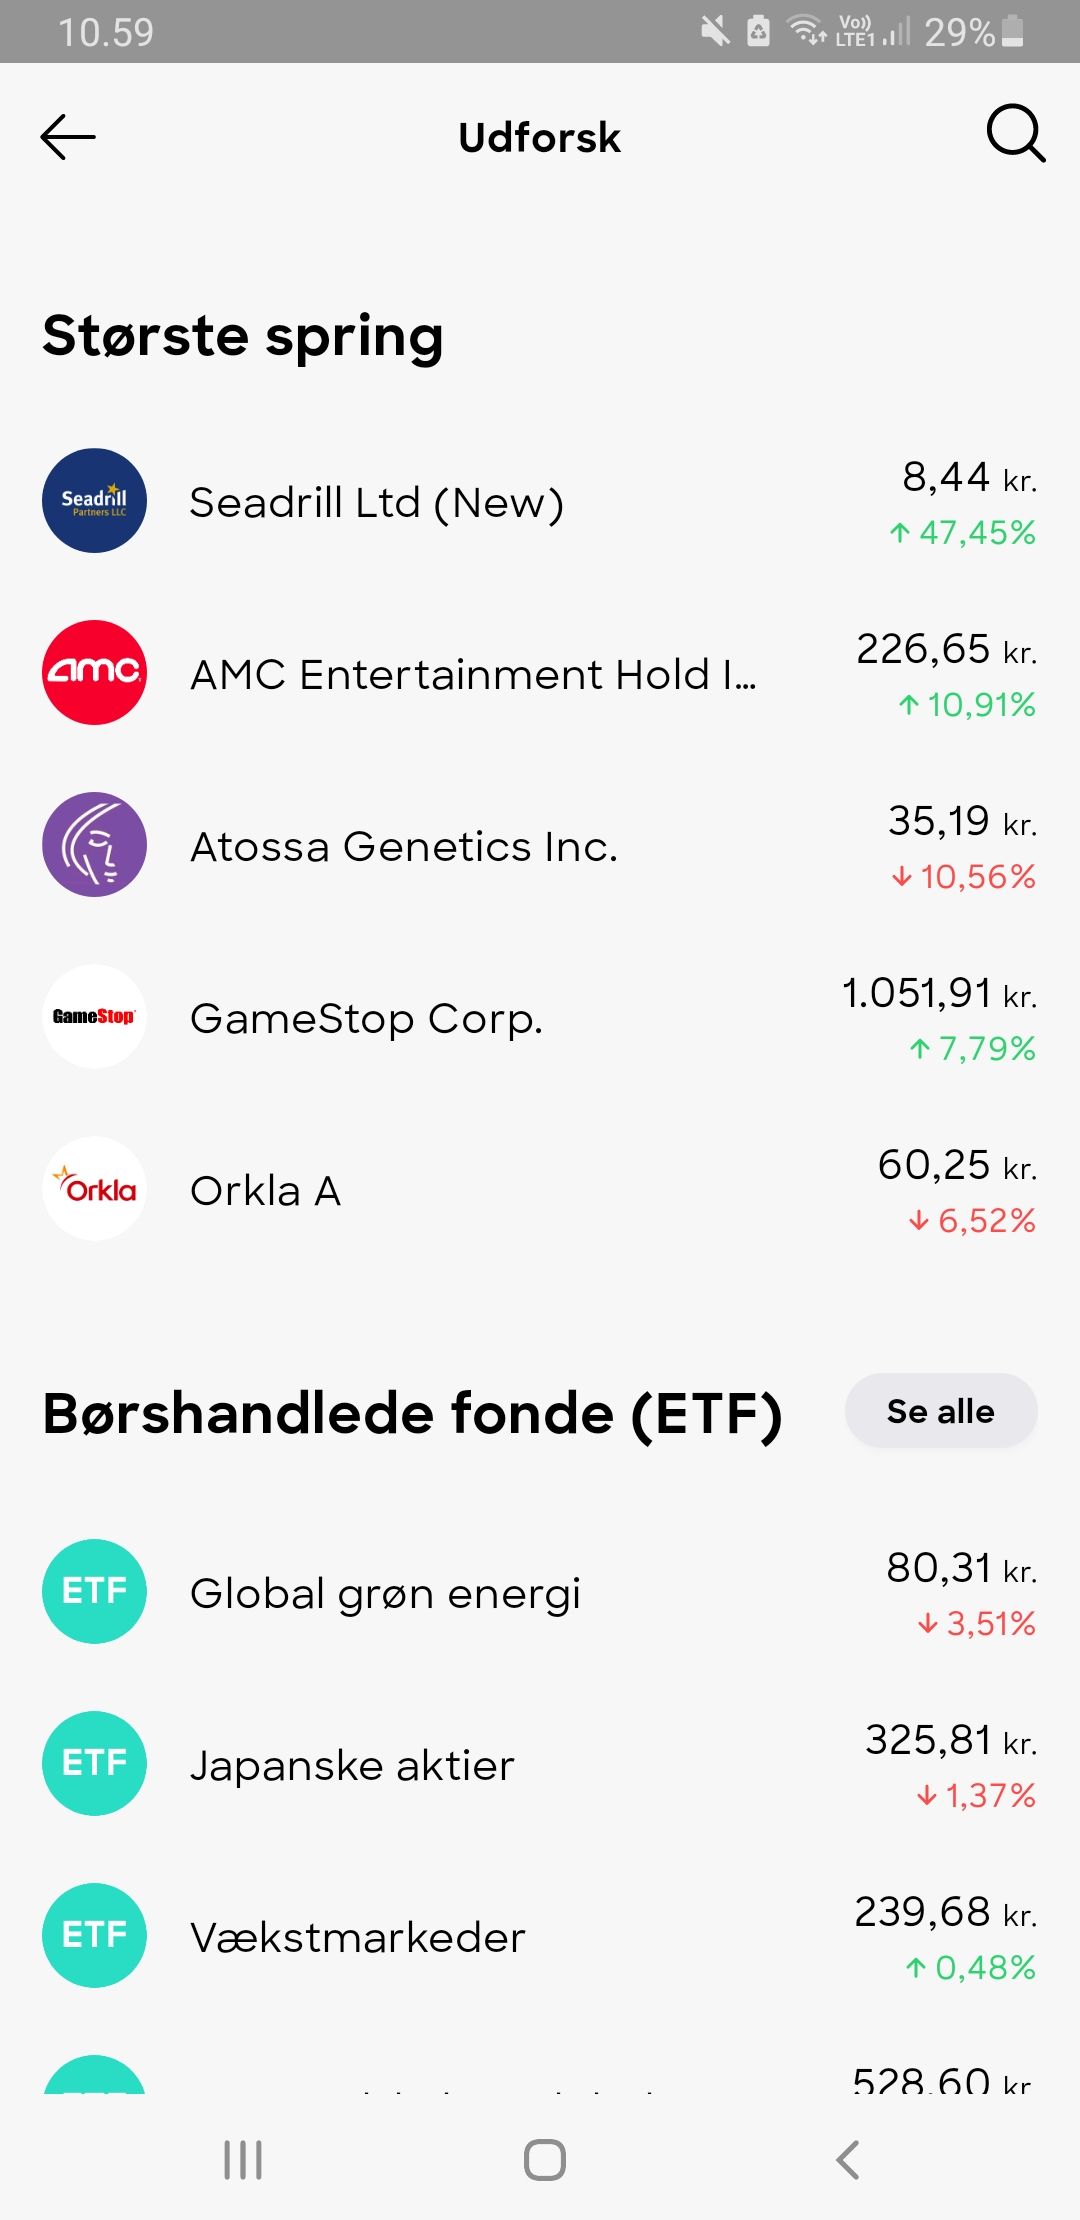 10.59
Vo)) LTE1 29%
Udforsk
Største spring
Seadrill Partners LLC
Seadrill Ltd (New)
8,44 kr.
↑ 47,45%
amc
AMC Entertainment Hold I...
226,65 kr.
↑ 10,91%
Atossa Genetics Inc.
35,19 kr.
↓ 10,56%
GameStop
GameStop Corp.
1.051,91 kr.
↑ 7,79%
Orkla
Orkla A
60,25 kr.
↓ 6,52%
Børshandlede fonde (ETF)
Se alle
ETF
Global grøn energi
80,31 kr.
↓ 3,51%
ETF
Japanske aktier
325,81 kr.
↓ 1,37%
ETF
Vækstmarkeder
239,68 kr.
↑ 0,48%
528,60 kr.